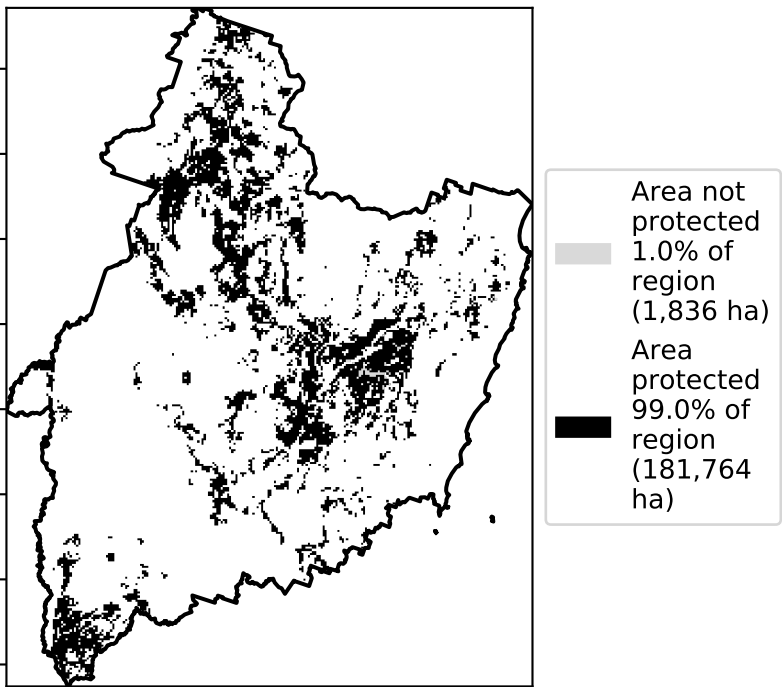 Area not
protected
1.0% of
region
(1,836 ha)
Area
protected
99.0% of
region
(181,764
ha)